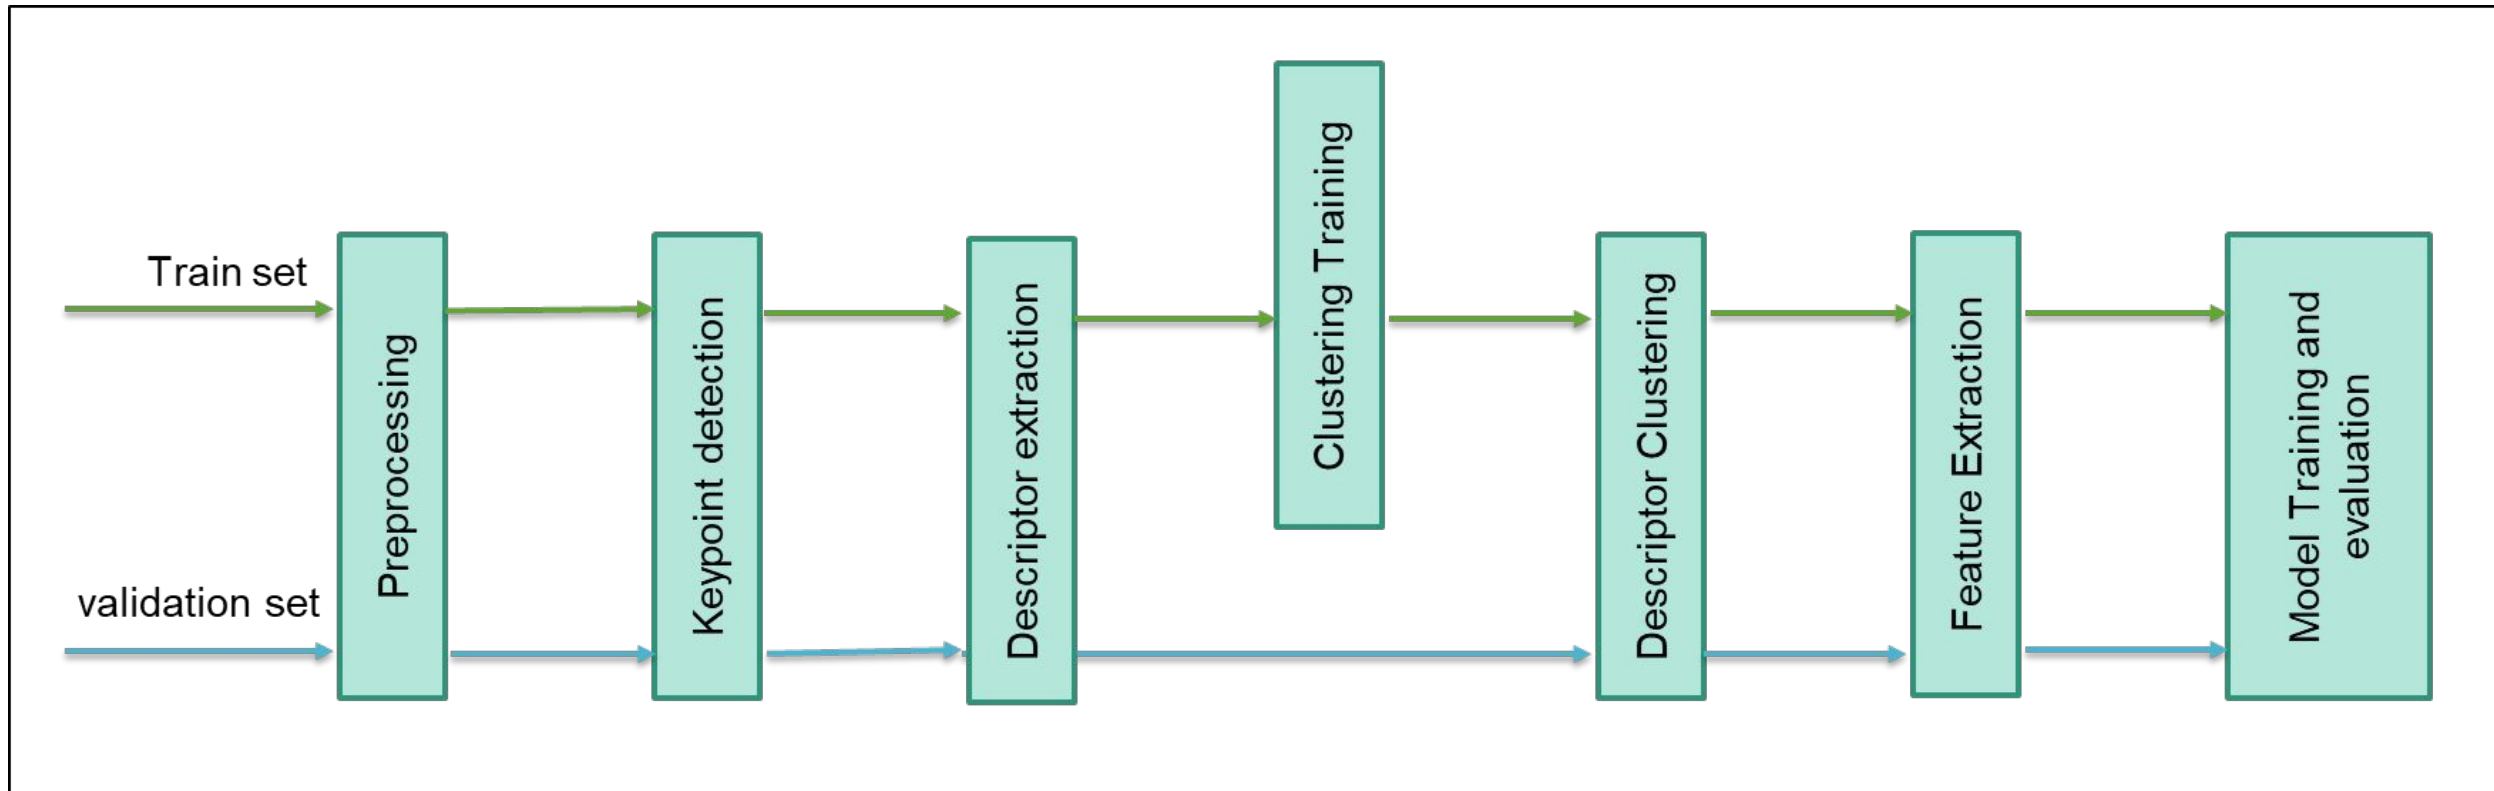 Train set
validation set
Preprocessing
Keypoint detection
Descriptor extraction
Clustering Training
Descriptor Clustering
Feature Extraction
Model Training and
evaluation